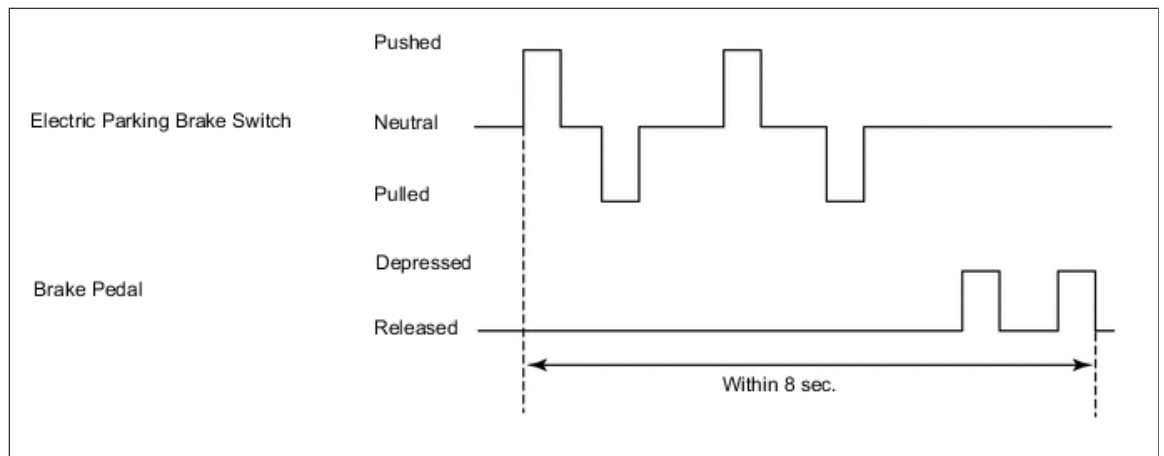 Pushed
Electric Parking Brake Switch
Neutral
Pulled
Depressed
Brake Pedal
Released
Within 8 sec.